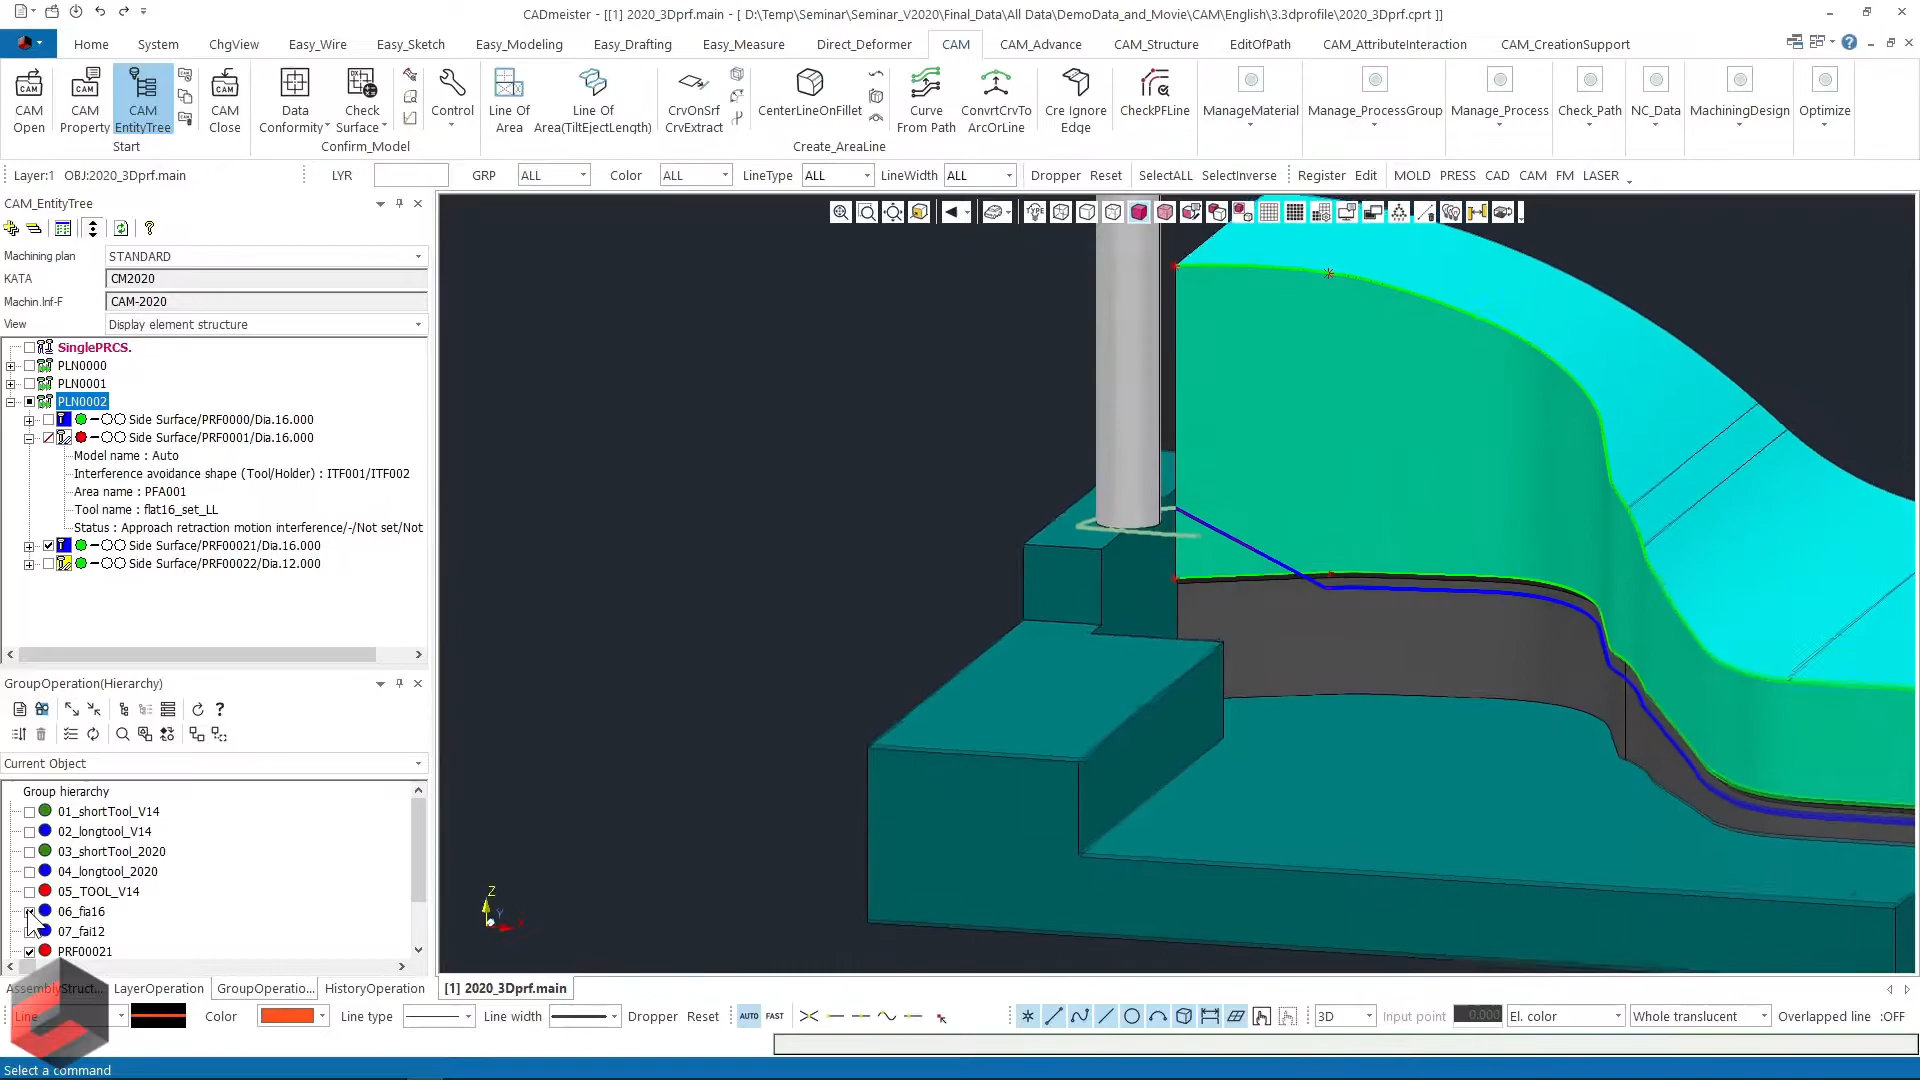 CADmeister - [[1] 2020_3Dprf.main - [ D:\Temp\Seminar\Seminar_V2020\Final_Data\All Data\DemoData_and_Movie\CAM\English\3.3dprofile\2020_3Dprf.cprt ]]
Home System ChgView Easy_Wire Easy_Sketch Easy_Modeling Easy_Drafting Easy_Measure Direct_Deformer CAM CAM_Advance CAM_Structure EditOfPath CAM_AttributeInteraction CAM_CreationSupport
CAM Open
CAM Property
CAM EntityTree
CAM Close
Data Conformity
Check Surface
Control
Line Of Area
Line Of Area(TiltEjectLength)
CrvOnSrf CrvExtract
CenterLineOnFillet
Curve From Path
ConvrtCrvTo ArcOrLine
Cre Ignore Edge
CheckPFLine
ManageMaterial
Manage_ProcessGroup
Manage_Process
Check_Path
NC_Data
MachiningDesign
Optimize
Start Confirm_Model Create_AreaLine
Layer:1 OBJ:2020_3Dprf.main LYR GRP ALL Color ALL LineType ALL LineWidth ALL Dropper Reset SelectALL SelectInverse Register Edit MOLD PRESS CAD CAM FM LASER
CAM_EntityTree
Machining plan STANDARD
KATA CM2020
Machin.Inf-F CAM-2020
View Display element structure
SinglePRCS.
PLN0000
PLN0001
PLN0002
Side Surface/PRF0000/Dia.16.000
Side Surface/PRF0001/Dia.16.000
Model name : Auto
Interference avoidance shape (Tool/Holder) : ITF001/ITF002
Area name : PFA001
Tool name : flat16_set_LL
Status : Approach retraction motion interference/-/Not set/Not
Side Surface/PRF00021/Dia.16.000
Side Surface/PRF00022/Dia.12.000
GroupOperation(Hierarchy)
Current Object
Group hierarchy
01_shortTool_V14
02_longtool_V14
03_shortTool_2020
04_longtool_2020
05_TOOL_V14
06_fia16
07_fai12
PRF00021
TYPE
Z
Y
X
AssemblyStruct... LayerOperation GroupOperatio... HistoryOperation [1] 2020_3Dprf.main
Line Color Line type Line width Dropper Reset AUTO FAST 3D Input point 0.000 El. color Whole translucent Overlapped line :OFF
Select a command